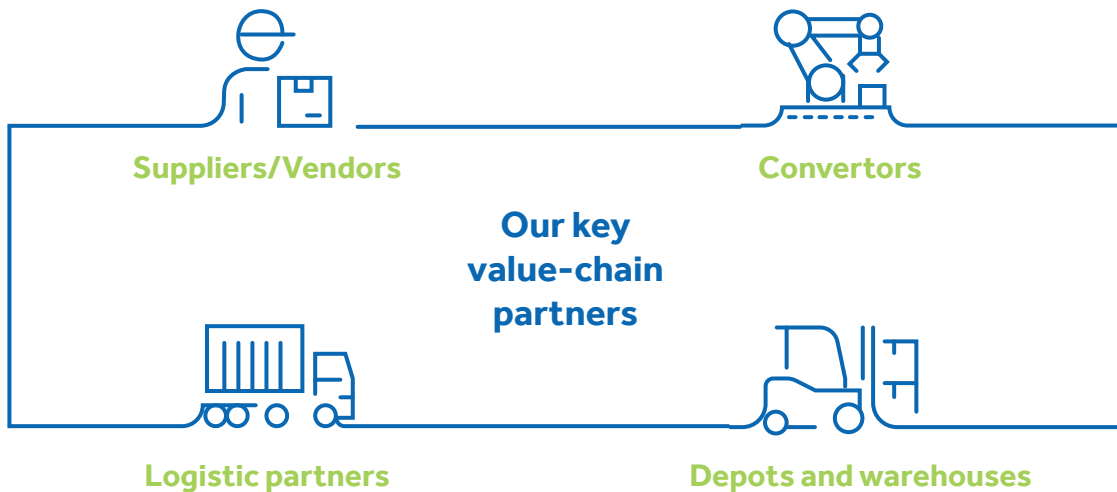 Suppliers/Vendors
Convertors
Our key
value-chain
partners
Logistic partners
Depots and warehouses